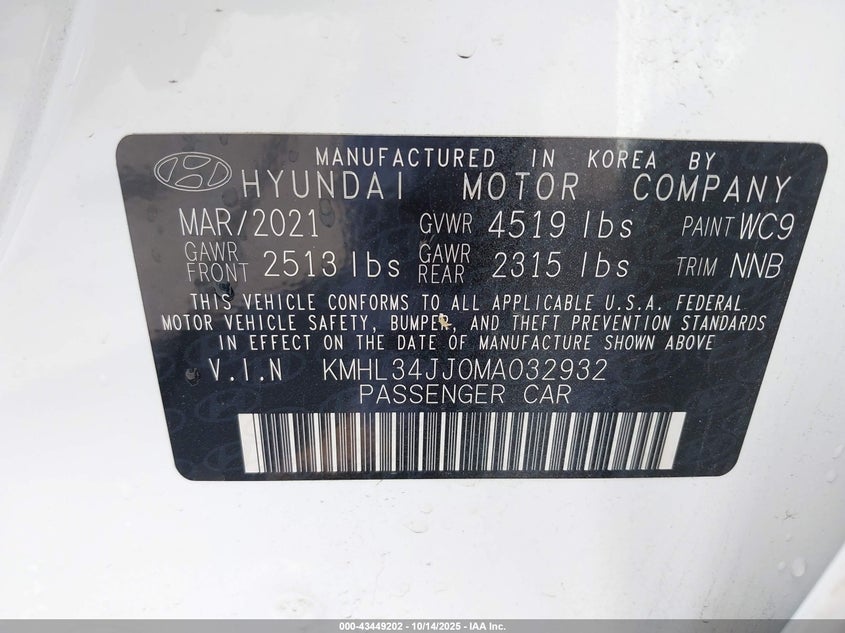 MANUFACTURED IN KOREA BY
HYUNDAI MOTOR COMPANY
MAR/2021 GVWR 4519 lbs PAINT WC9
GAWR FRONT 2513 lbs GAWR REAR 2315 lbs TRIM NNB
THIS VEHICLE CONFORMS TO ALL APPLICABLE U.S.A. FEDERAL
MOTOR VEHICLE SAFETY, BUMPER, AND THEFT PREVENTION STANDARDS
IN EFFECT ON THE DATE OF MANUFACTURE SHOWN ABOVE
V.I.N KMHL34JJ0MA032932
PASSENGER CAR
000-43449202 - 10/14/2025 - IAA Inc.